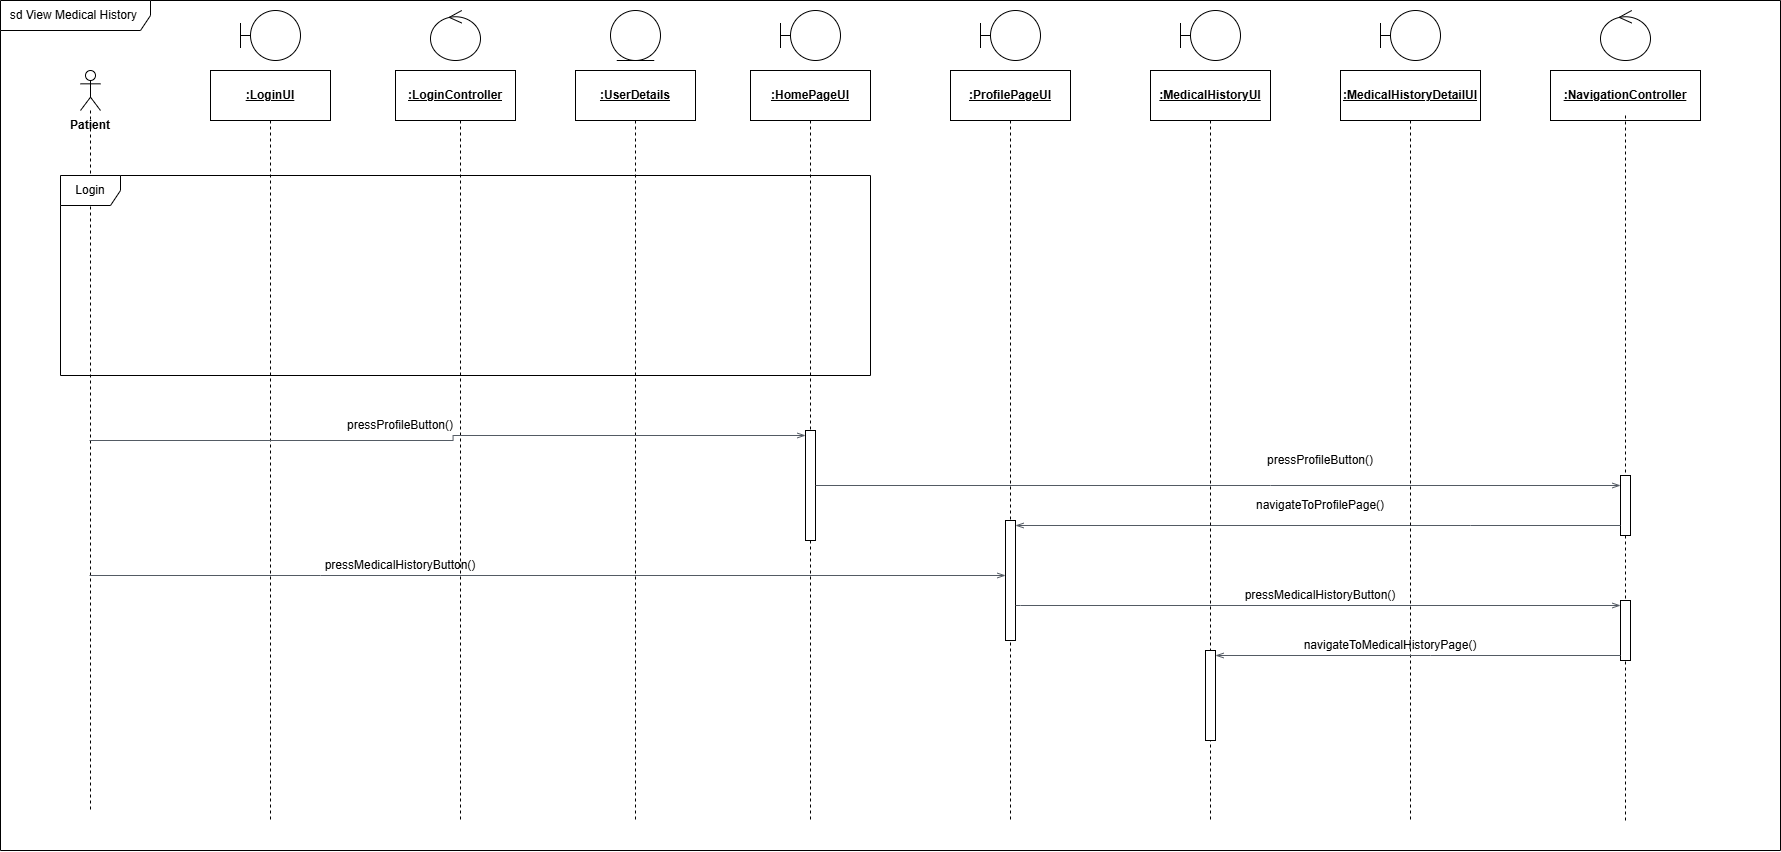 sd View Medical History
Patient
:LoginUI
:LoginController
:UserDetails
:HomePageUI
:ProfilePageUI
:MedicalHistoryUI
:MedicalHistoryDetailUI
:NavigationController
Login
pressProfileButton()
pressProfileButton()
navigateToProfilePage()
pressMedicalHistoryButton()
pressMedicalHistoryButton()
navigateToMedicalHistoryPage()